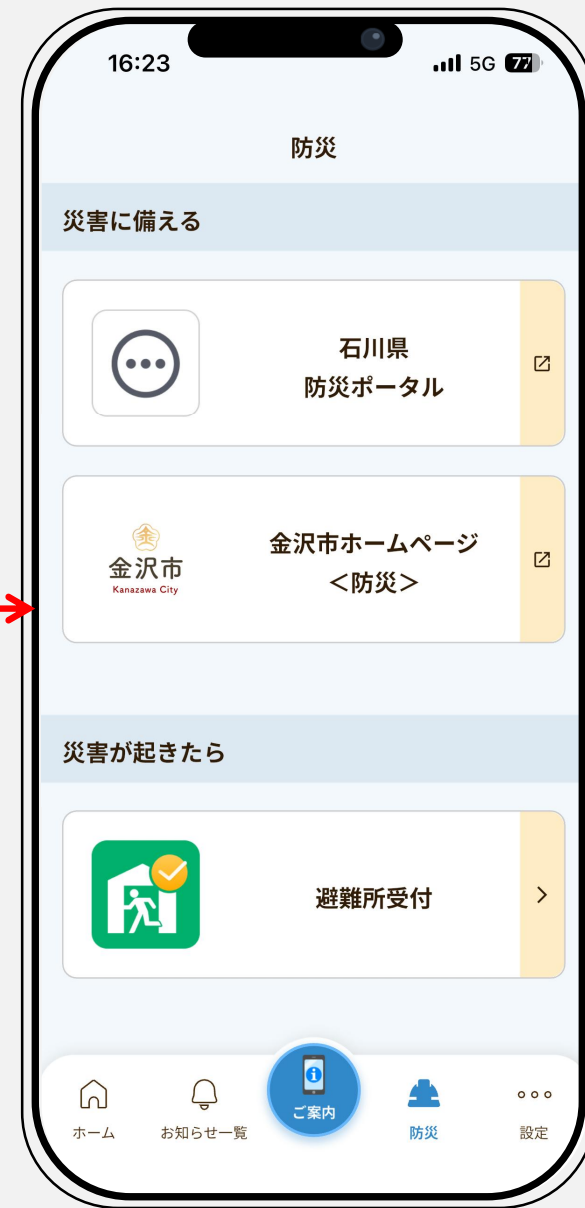 16:23
5G 77
防災
災害に備える
石川県
防災ポータル
金
金沢市
Kanazawa City
金沢市ホームページ
<防災>
災害が起きたら
避難所受付
ホーム
お知らせ一覧
ご案内
防災
設定